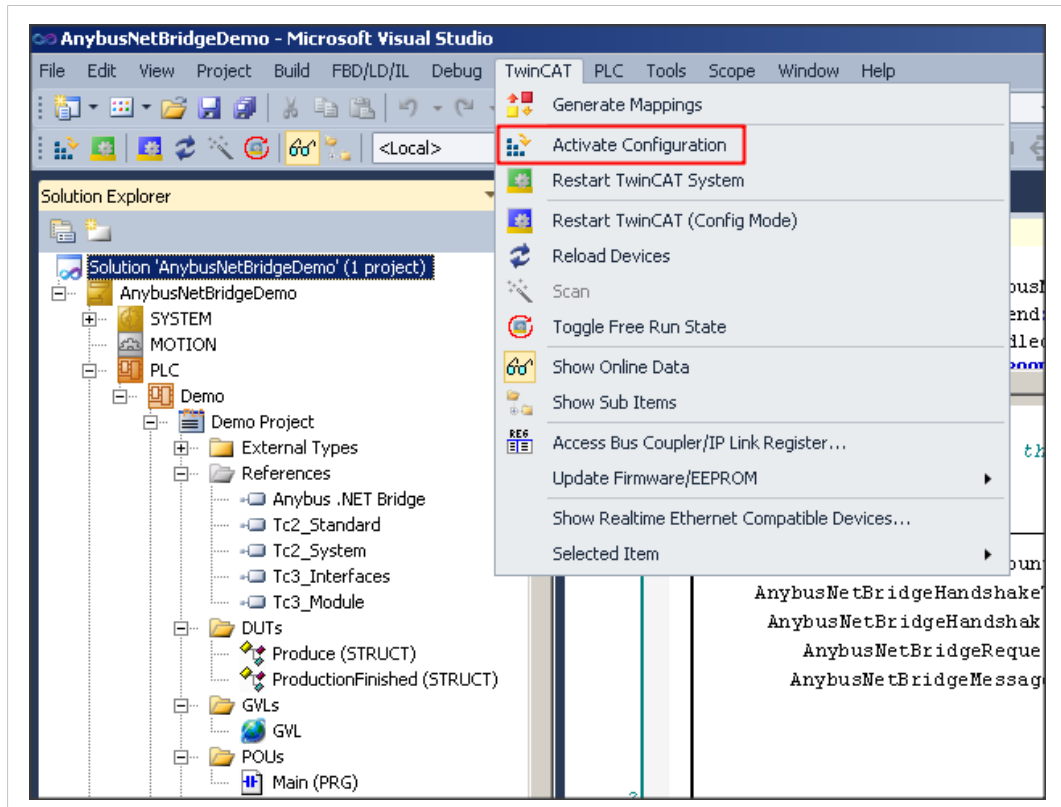 AnybusNetBridgeDemo - Microsoft Visual Studio
File Edit View Project Build FBD/LD/IL Debug TwinCAT PLC Tools Scope Window Help
<Local>
Generate Mappings
Activate Configuration
Restart TwinCAT System
Restart TwinCAT (Config Mode)
Reload Devices
Scan
Toggle Free Run State
Show Online Data
Show Sub Items
REG
Access Bus Coupler/IP Link Register...
Update Firmware/EEPROM
Show Realtime Ethernet Compatible Devices...
Selected Item
Solution Explorer
Solution 'AnybusNetBridgeDemo' (1 project)
AnybusNetBridgeDemo
SYSTEM
MOTION
PLC
Demo
Demo Project
External Types
References
Anybus .NET Bridge
Tc2_Standard
Tc2_System
Tc3_Interfaces
Tc3_Module
DUTs
Produce (STRUCT)
ProductionFinished (STRUCT)
GVLs
GVL
POUs
Main (PRG)
th
AnybusNetBridgeHandshake
AnybusNetBridgeHandshak
AnybusNetBridgeReque
AnybusNetBridgeMessag